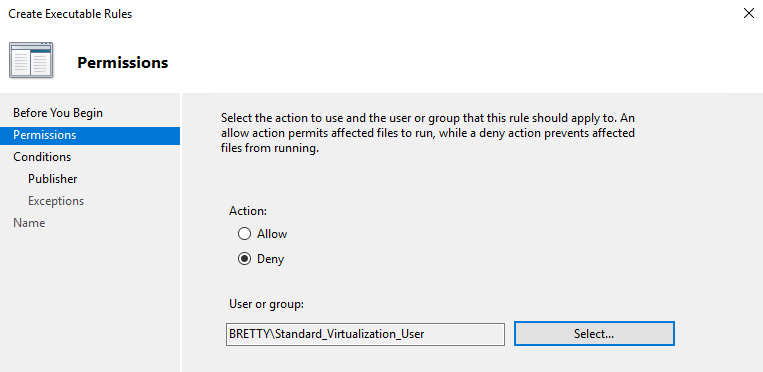 Create Executable Rules
Permissions
Before You Begin
Permissions
Conditions
Publisher
Exceptions
Name
Select the action to use and the user or group that this rule should apply to. An
allow action permits affected files to run, while a deny action prevents affected
files from running.
Action:
Allow
Deny
User or group:
BRETTY\Standard_Virtualization_User
Select...